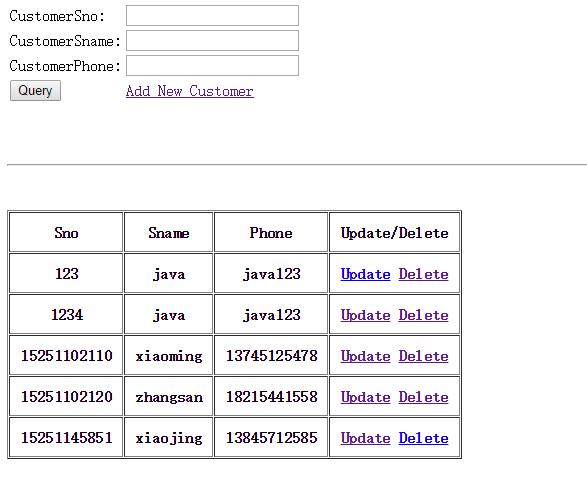 CustomerSno:
CustomerSname:
CustomerPhone:
Query Add New Customer
Sno Sname Phone Update/Delete
123 java java123 Update Delete
1234 java java123 Update Delete
15251102110 xiaoming 13745125478 Update Delete
15251102120 zhangsan 18215441558 Update Delete
15251145851 xiaojing 13845712585 Update Delete